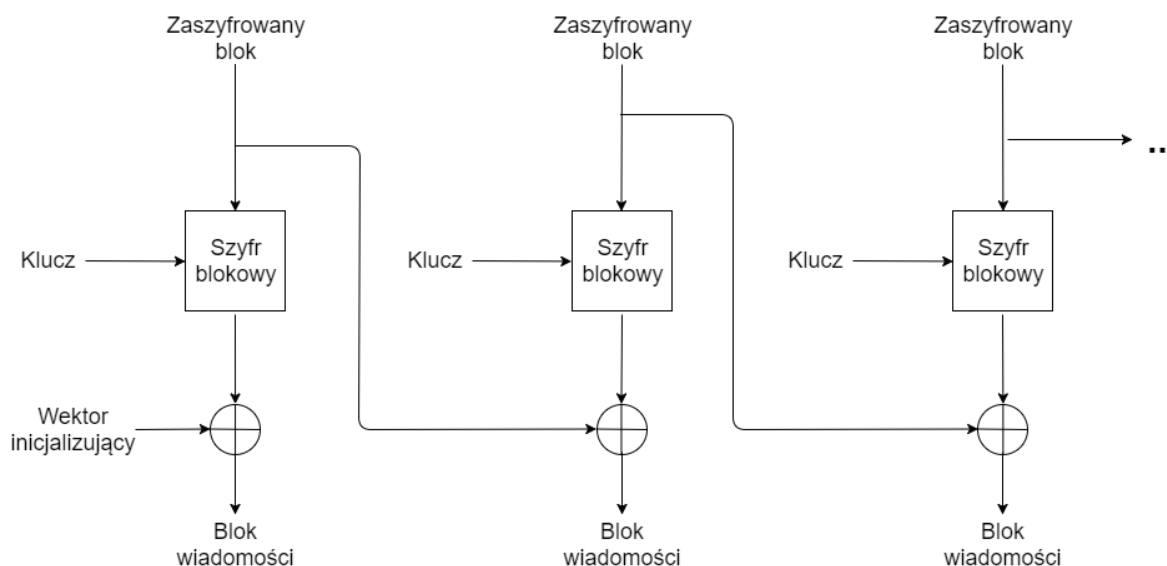 Zaszyfrowany
blok
Zaszyfrowany
blok
Zaszyfrowany
blok
..
Klucz
Szyfr
blokowy
Klucz
Szyfr
blokowy
Klucz
Szyfr
blokowy
Wektor
inicjalizujący
Blok
wiadomości
Blok
wiadomości
Blok
wiadomości